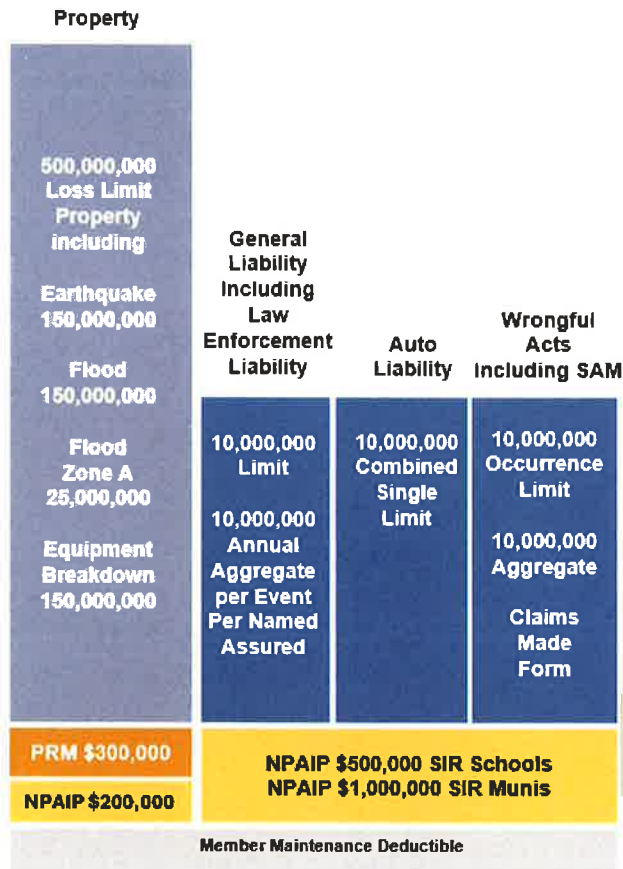 Property
500,000,000
Loss Limit
Property
including
Earthquake
150,000,000
Flood
150,000,000
Flood
Zone A
25,000,000
Equipment
Breakdown
150,000,000
General
Liability
Including
Law
Enforcement
Liability
10,000,000
Limit
10,000,000
Annual
Aggregate
per Event
Per Named
Assured
Auto
Liability
10,000,000
Combined
Single
Limit
Wrongful
Acts
Including SAM
10,000,000
Occurrence
Limit
10,000,000
Aggregate
Claims
Made
Form
PRM $300,000
NPAIP $200,000
NPAIP $500,000 SIR Schools
NPAIP $1,000,000 SIR Munis
Member Maintenance Deductible